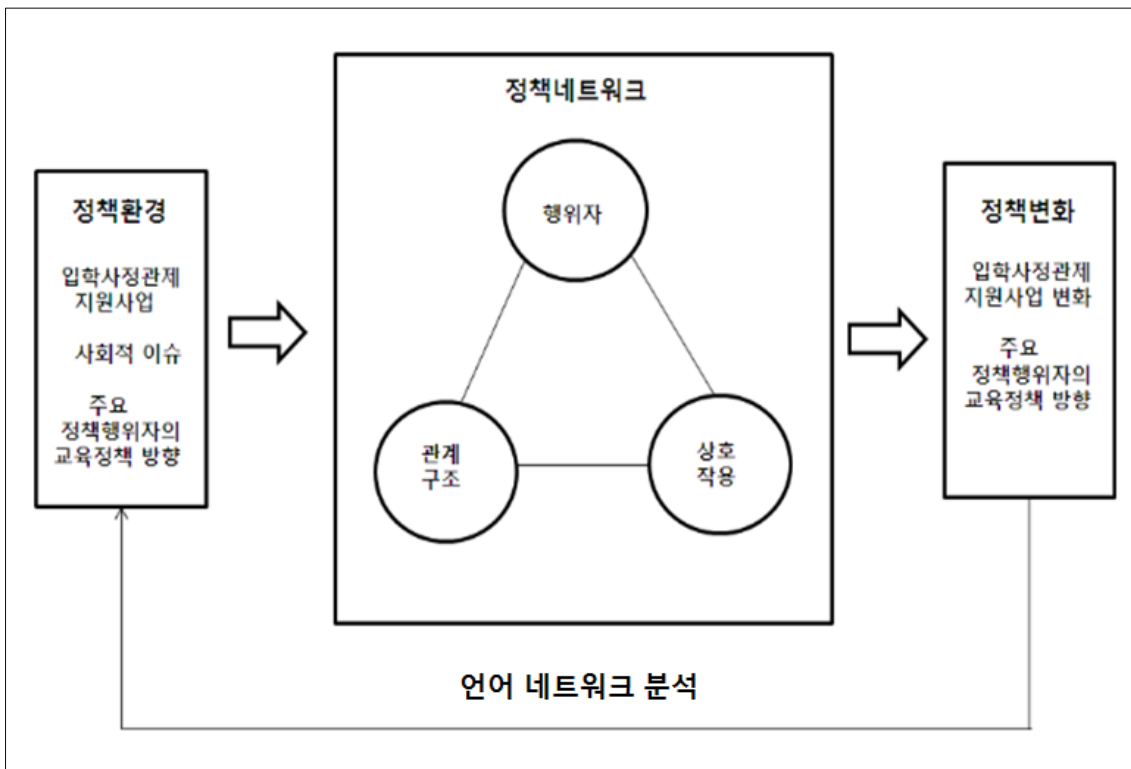 정책네트워크
행위자
관계
구조
상호
작용
정책환경
입학사정관제
지원사업
사회적 이슈
주요
정책행위자의
교육정책 방향
정책변화
입학사정관제
지원사업 변화
주요
정책행위자의
교육정책 방향
언어 네트워크 분석